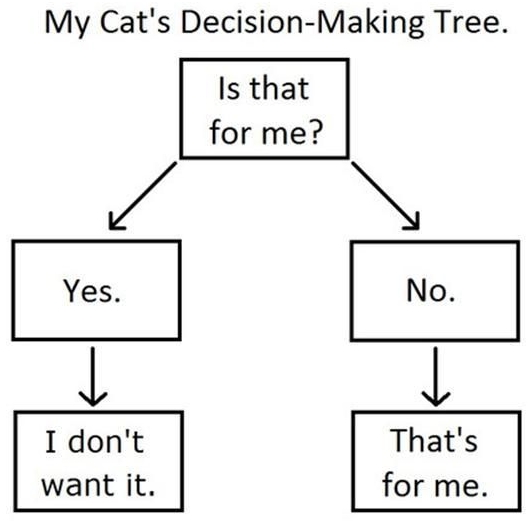 My Cat's Decision-Making Tree.
Is that
for me?
Yes.
No.
I don't
want it.
That's
for me.